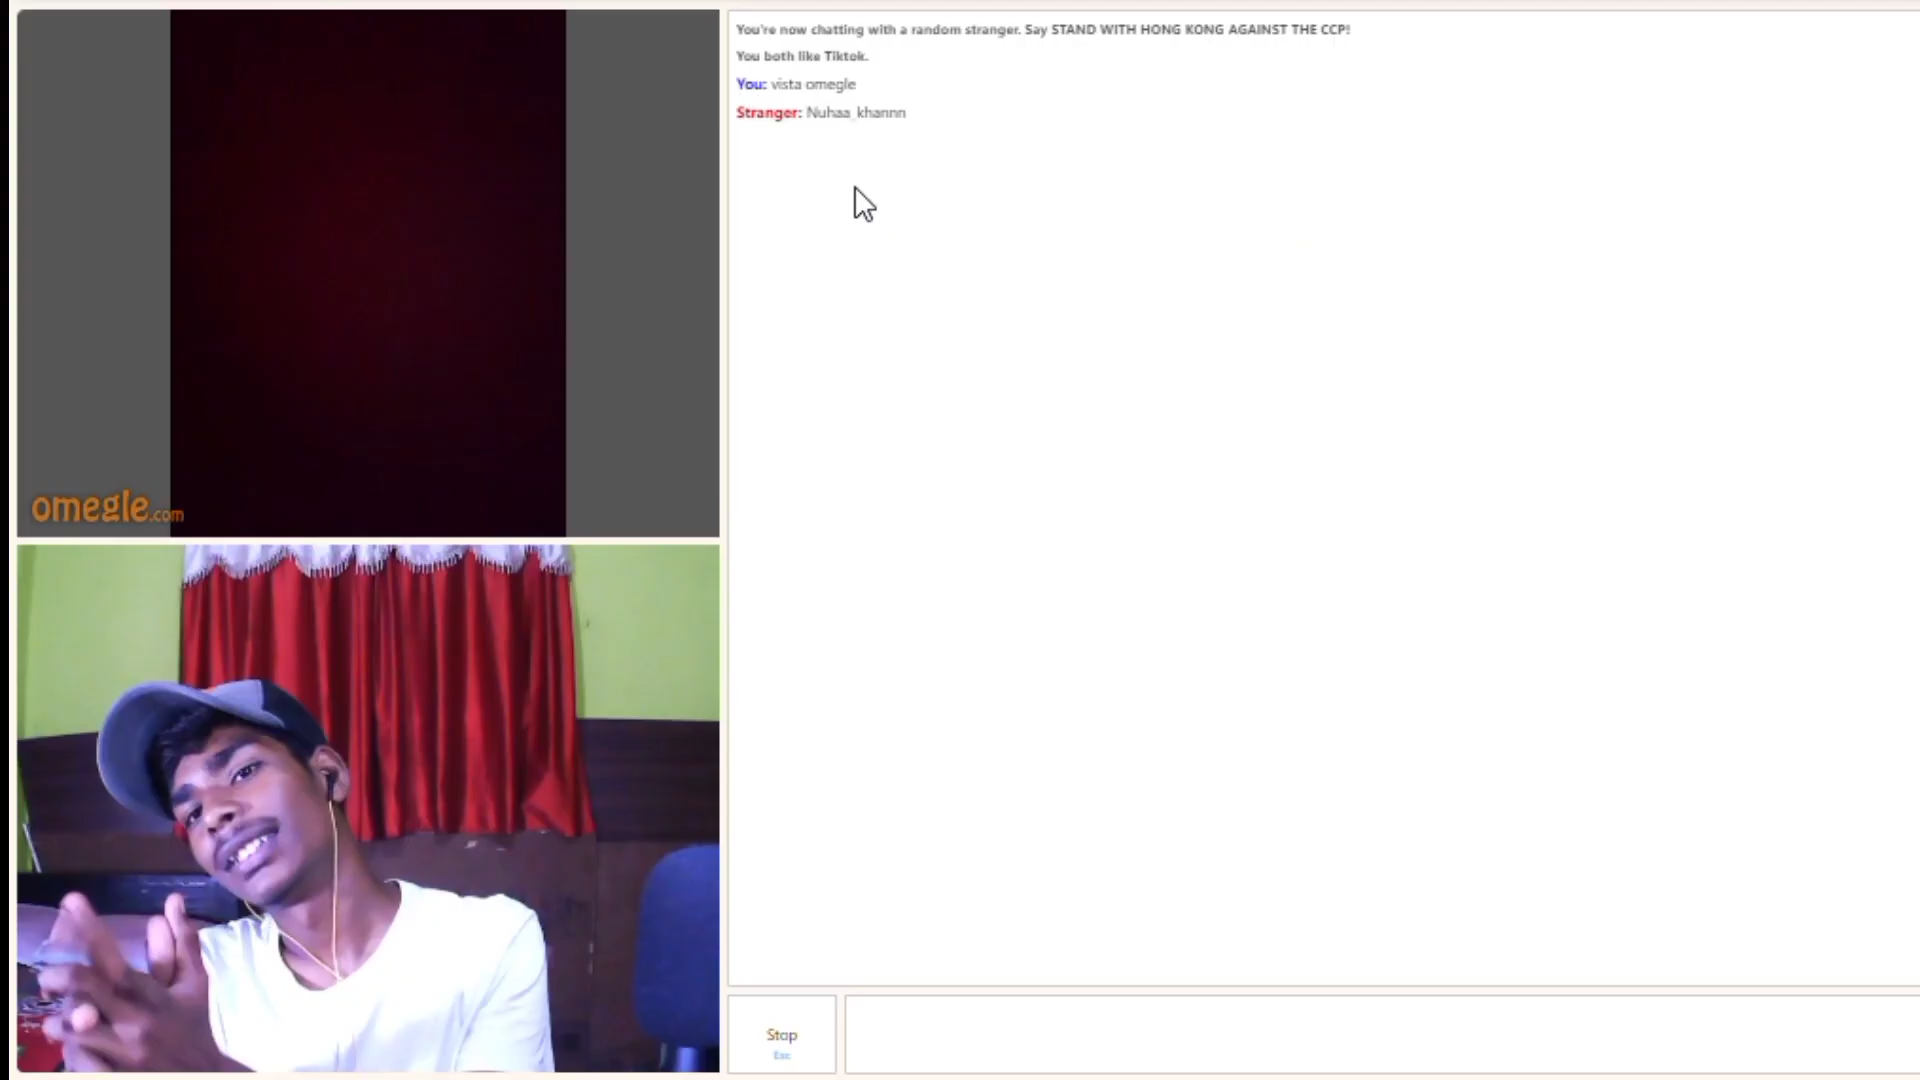 You're now chatting with a random stranger. Say STAND WITH HONG KONG AGAINST THE CCP!
You both like Tiktok.
You: vista omegle
Stranger: Nuhaa_khannn
omegle.com
Stop
Esc